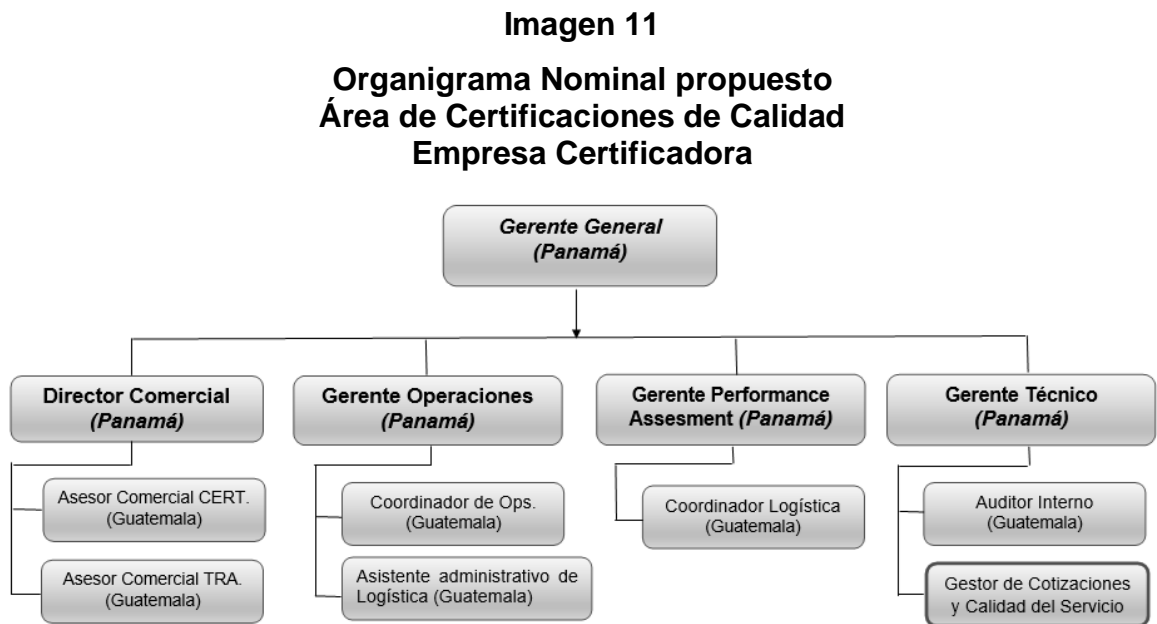 Imagen 11
Organigrama Nominal propuesto
Área de Certificaciones de Calidad
Empresa Certificadora
Gerente General
(Panamá)
Director Comercial
(Panamá)
Gerente Operaciones
(Panamá)
Gerente Performance
Assesment (Panamá)
Gerente Técnico
(Panamá)
Asesor Comercial CERT.
(Guatemala)
Asesor Comercial TRA.
(Guatemala)
Coordinador de Ops.
(Guatemala)
Asistente administrativo de
Logística (Guatemala)
Coordinador Logística
(Guatemala)
Auditor Interno
(Guatemala)
Gestor de Cotizaciones
y Calidad del Servicio